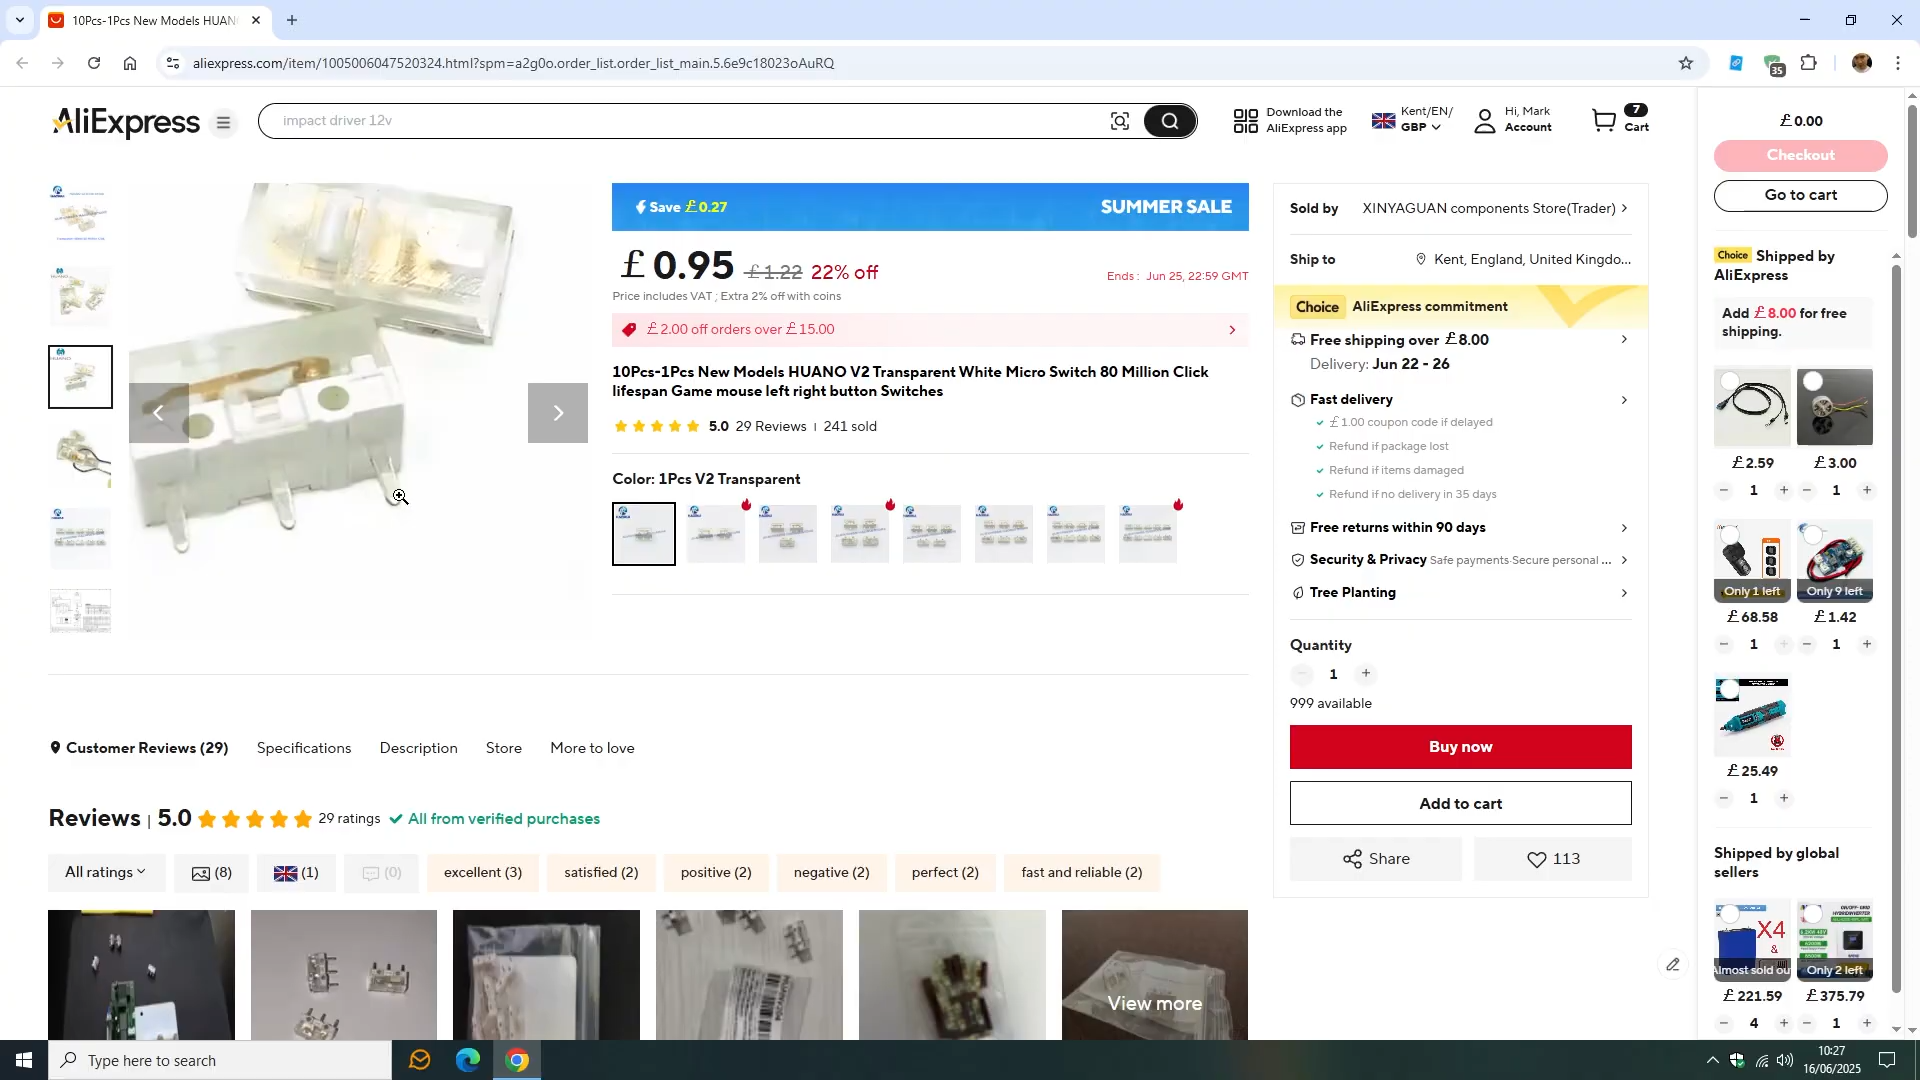 10Pcs-1Pcs New Models HUAN
aliexpress.com/item/1005006047520324.html?spm=a2g0o.order_list.order_list_main.5.6e9c18023oAuRQ
35
AliExpress
impact driver 12v
Download the
AliExpress app
Kent/EN/
GBP
Hi, Mark
Account
7
Cart
Save £0.27
SUMMER SALE
£0.95 £1.22 22% off
Ends : Jun 25, 22:59 GMT
Price includes VAT ; Extra 2% off with coins
£2.00 off orders over £15.00
10Pcs-1Pcs New Models HUANO V2 Transparent White Micro Switch 80 Million Click
lifespan Game mouse left right button Switches
5.0 29 Reviews | 241 sold
Color: 1Pcs V2 Transparent
Customer Reviews (29) Specifications Description Store More to love
Reviews | 5.0 29 ratings All from verified purchases
All ratings (8) (1) (0) excellent (3) satisfied (2) positive (2) negative (2) perfect (2) fast and reliable (2)
View more
Sold by XINYAGUAN components Store(Trader)
Ship to Kent, England, United Kingdo...
Choice AliExpress commitment
Free shipping over £8.00
Delivery: Jun 22 - 26
Fast delivery
£1.00 coupon code if delayed
Refund if package lost
Refund if items damaged
Refund if no delivery in 35 days
Free returns within 90 days
Security & Privacy Safe payments·Secure personal ...
Tree Planting
Quantity
1
999 available
Buy now
Add to cart
Share 113
£0.00
Checkout
Go to cart
Choice Shipped by
AliExpress
Add £8.00 for free
shipping.
£2.59 £3.00
1 1
Only 1 left Only 9 left
£68.58 £1.42
1 1
£25.49
1
Shipped by global
sellers
X4
&
Almost sold ou Only 2 left
£221.59 £375.79
4 1
Type here to search
10:27
16/06/2025